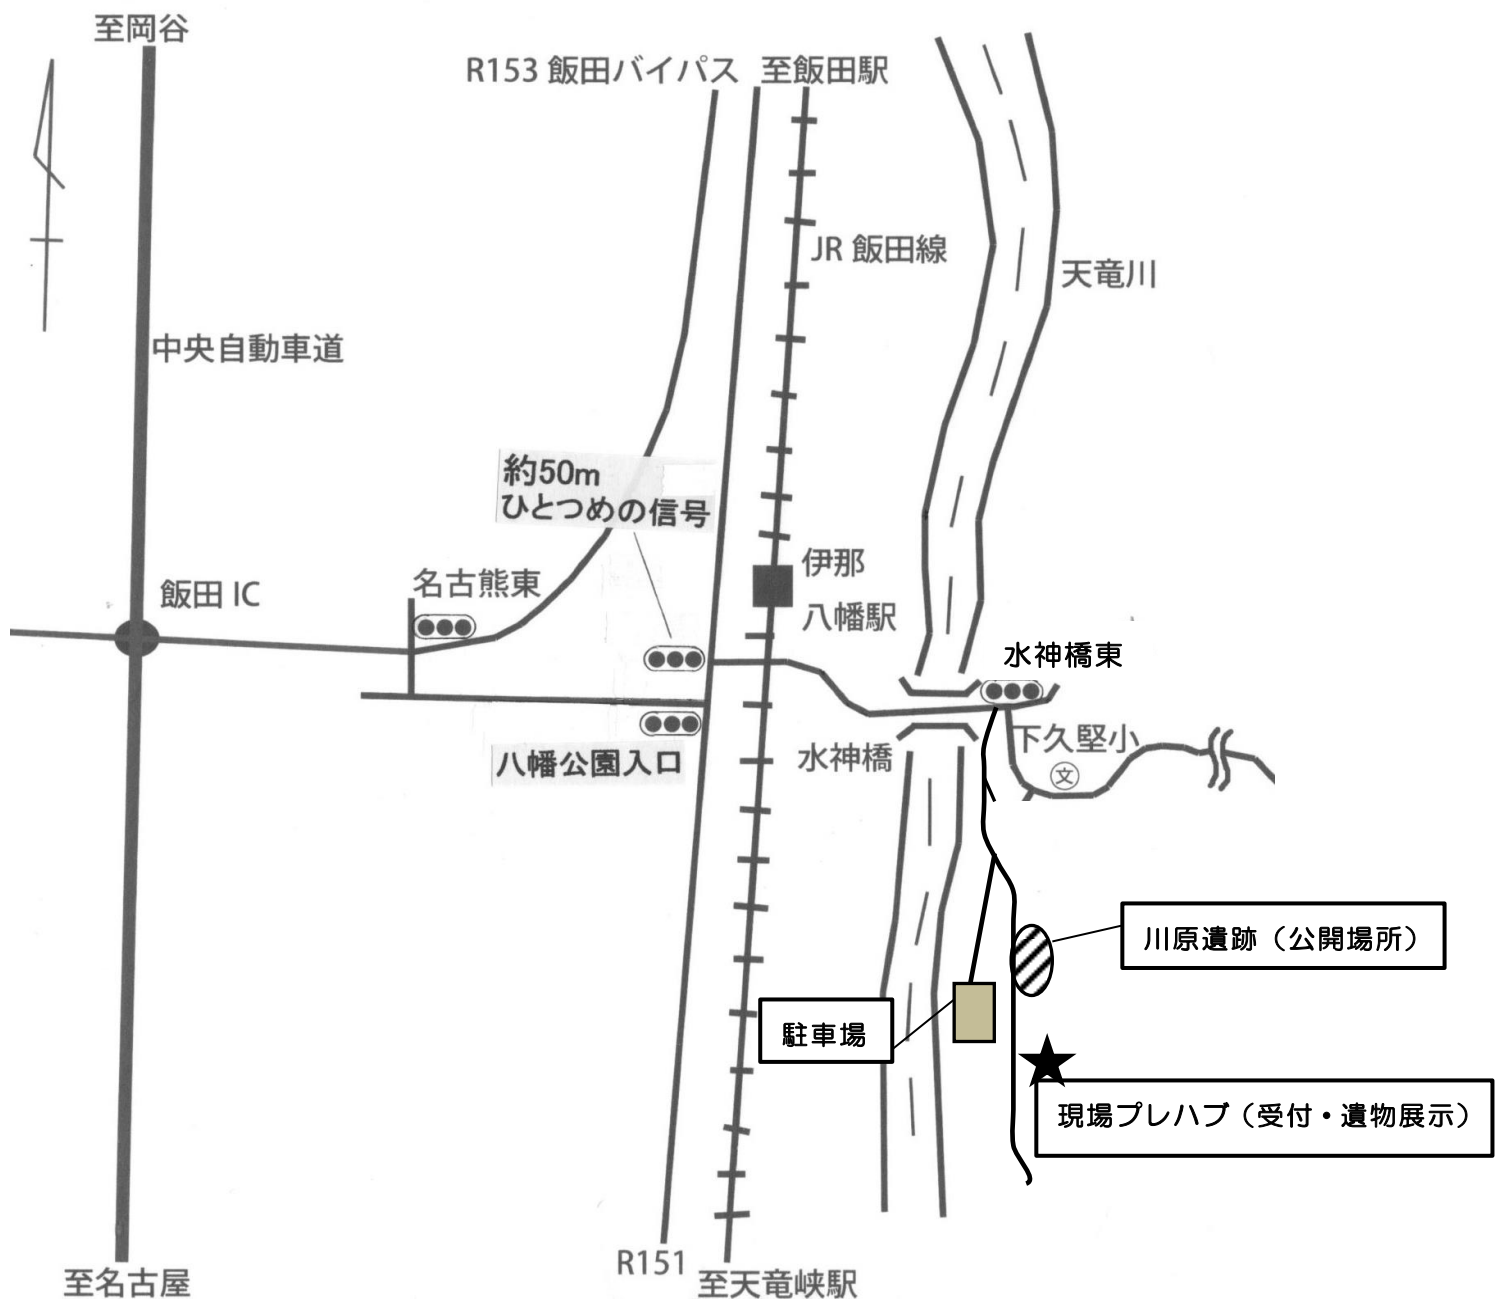 至岡谷
R153 飯田バイパス
至飯田駅
JR 飯田線
天竜川
中央自動車道
約50m
ひとつめの信号
飯田 IC
名古熊東
伊那
八幡駅
水神橋東
八幡公園入口
水神橋
下久堅小
文
川原遺跡（公開場所）
駐車場
現場プレハブ（受付・遺物展示）
R151
至天竜峡駅
至名古屋